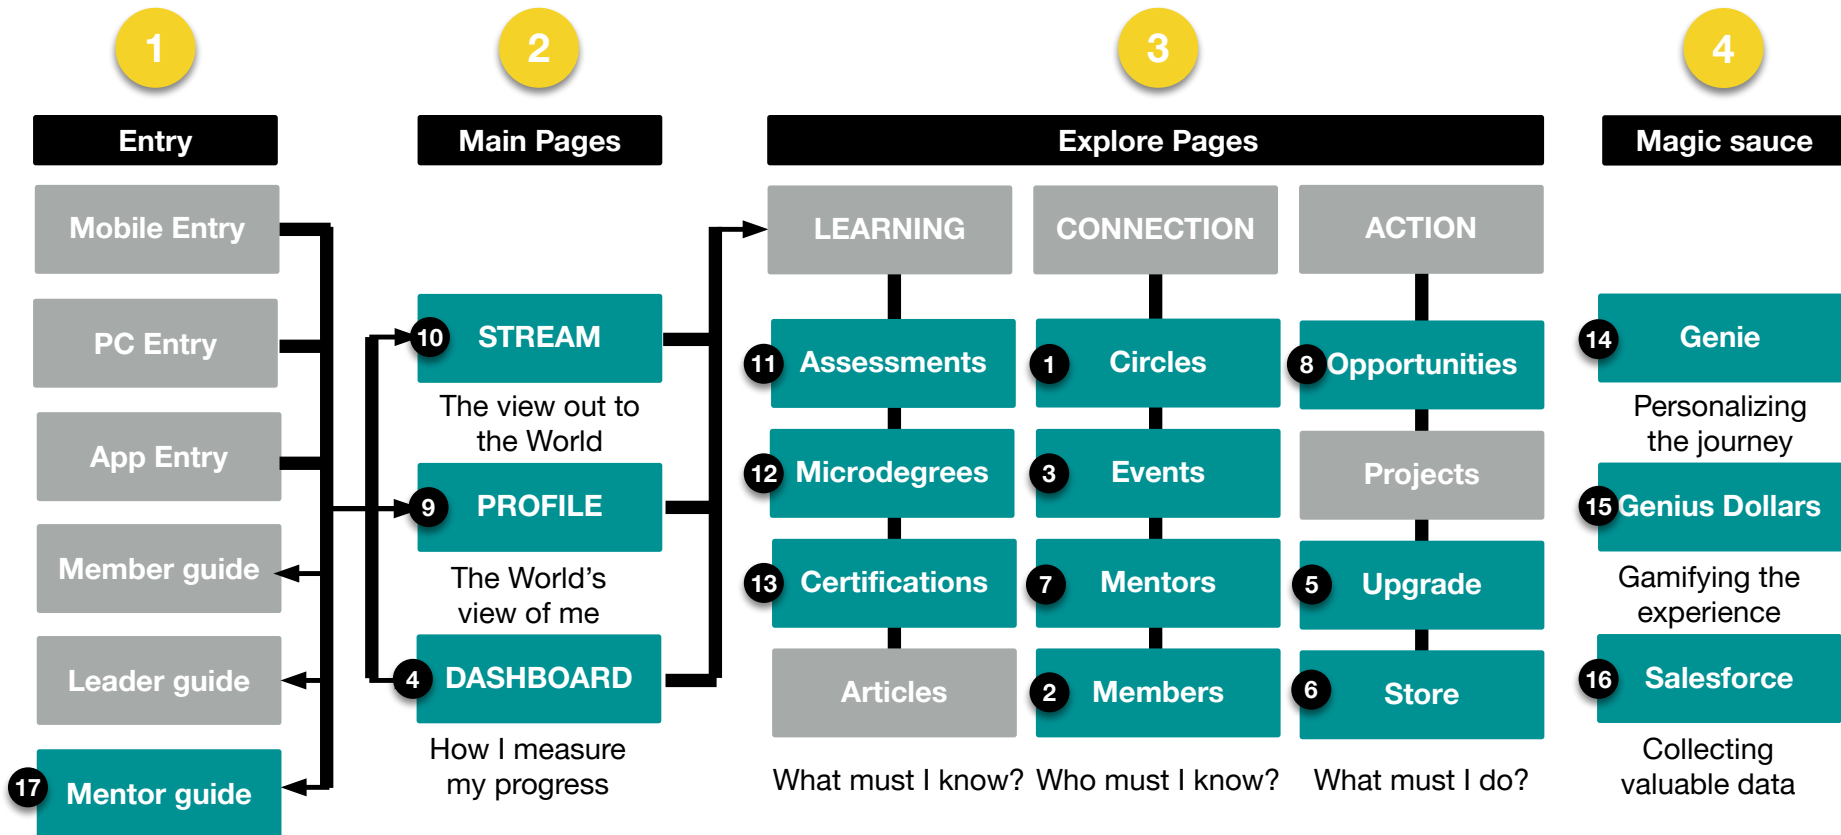 1
Entry
Mobile Entry
PC Entry
App Entry
Member guide
Leader guide
17
Mentor guide
2
Main Pages
10
STREAM
The view out to
the World
9
PROFILE
The World's
view of me
4
DASHBOARD
How I measure
my progress
3
Explore Pages
LEARNING
11
Assessments
12
Microdegrees
13
Certifications
Articles
What must I know?
CONNECTION
1
Circles
3
Events
7
Mentors
2
Members
Who must I know?
ACTION
8
Opportunities
Projects
5
Upgrade
6
Store
What must I do?
4
Magic sauce
14
Genie
Personalizing
the journey
15
Genius Dollars
Gamifying the
experience
16
Salesforce
Collecting
valuable data